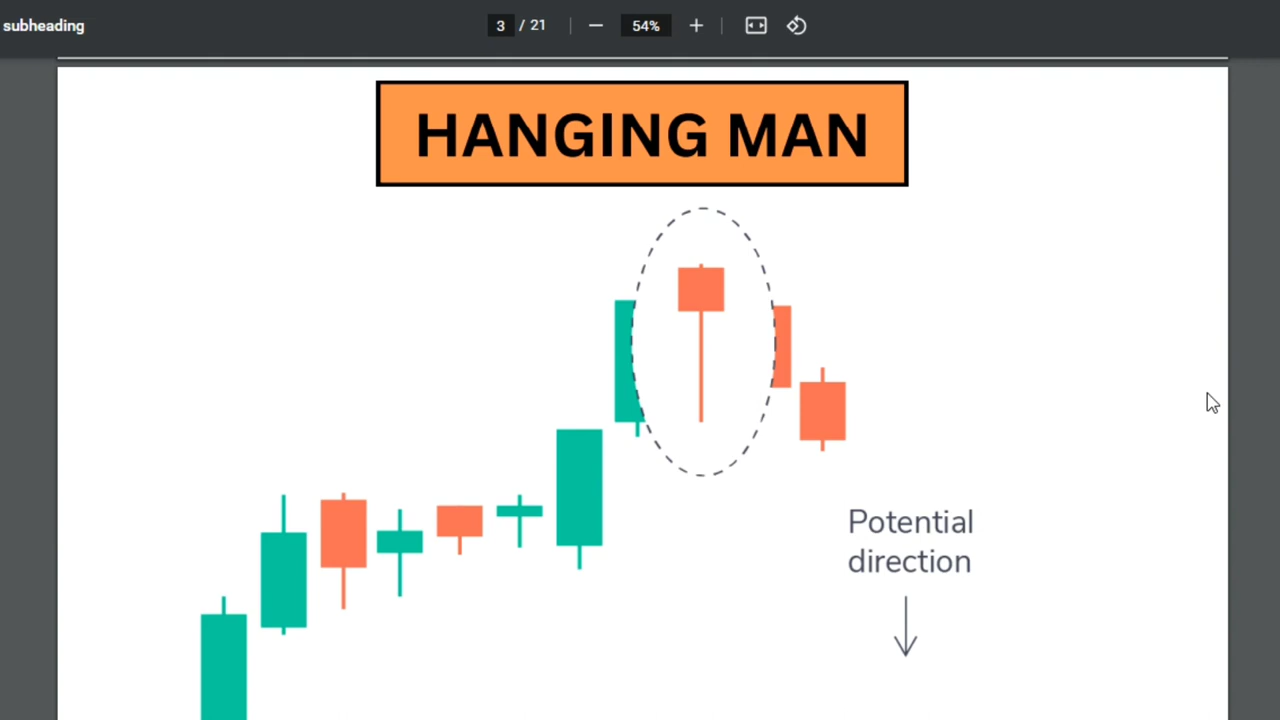 subheading
3 / 21
54%
HANGING MAN
Potential
direction